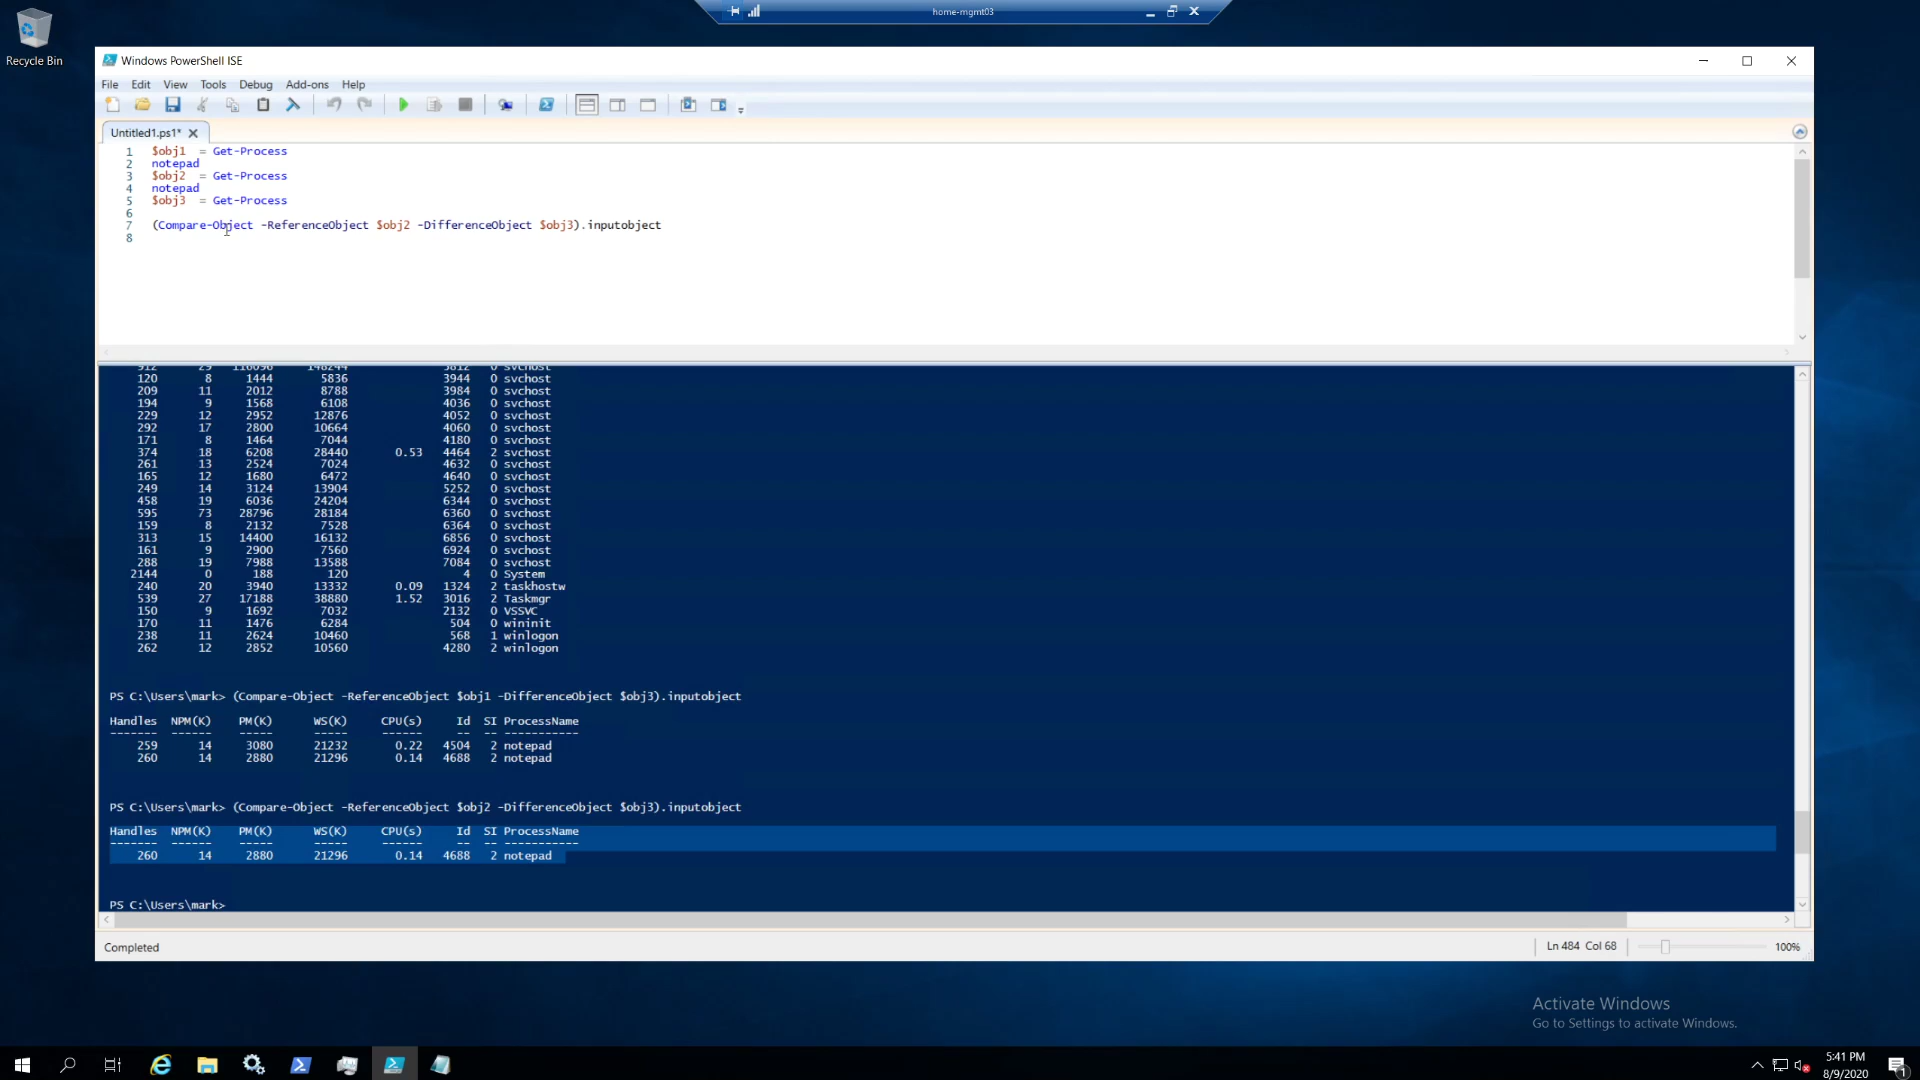 home-mgmt03
Recycle Bin
Windows PowerShell ISE
File Edit View Tools Debug Add-ons Help
Untitled1.ps1*
1 $obj1 = Get-Process
2 notepad
3 $obj2 = Get-Process
4 notepad
5 $obj3 = Get-Process
6
7 (Compare-Object -ReferenceObject $obj2 -DifferenceObject $obj3).inputobject
8
912 29 116096 148244 3812 0 svchost
120 8 1444 5836 3944 0 svchost
209 11 2012 8788 3984 0 svchost
194 9 1568 6108 4036 0 svchost
229 12 2952 12876 4052 0 svchost
292 17 2800 10664 4060 0 svchost
171 8 1464 7044 4180 0 svchost
374 18 6208 28440 0.53 4464 2 svchost
261 13 2524 7024 4632 0 svchost
165 12 1680 6472 4640 0 svchost
249 14 3124 13904 5252 0 svchost
458 19 6036 24204 6344 0 svchost
595 73 28796 28184 6360 0 svchost
159 8 2132 7528 6364 0 svchost
313 15 14400 16132 6856 0 svchost
161 9 2900 7560 6924 0 svchost
288 19 7988 13588 7084 0 svchost
2144 0 188 120 4 0 System
240 20 3940 13332 0.09 1324 2 taskhostw
539 27 17188 38880 1.52 3016 2 Taskmgr
150 9 1692 7032 2132 0 VSSVC
170 11 1476 6284 504 0 wininit
238 11 2624 10460 568 1 winlogon
262 12 2852 10560 4280 2 winlogon
PS C:\Users\mark> (Compare-Object -ReferenceObject $obj1 -DifferenceObject $obj3).inputobject
Handles NPM(K) PM(K) WS(K) CPU(s) Id SI ProcessName
------- ------ ----- ----- ------ -- -- -----------
259 14 3080 21232 0.22 4504 2 notepad
260 14 2880 21296 0.14 4688 2 notepad
PS C:\Users\mark> (Compare-Object -ReferenceObject $obj2 -DifferenceObject $obj3).inputobject
Handles NPM(K) PM(K) WS(K) CPU(s) Id SI ProcessName
------- ------ ----- ----- ------ -- -- -----------
260 14 2880 21296 0.14 4688 2 notepad
PS C:\Users\mark>
Completed
Ln 484 Col 68
100%
Activate Windows
Go to Settings to activate Windows.
5:41 PM
8/9/2020
1